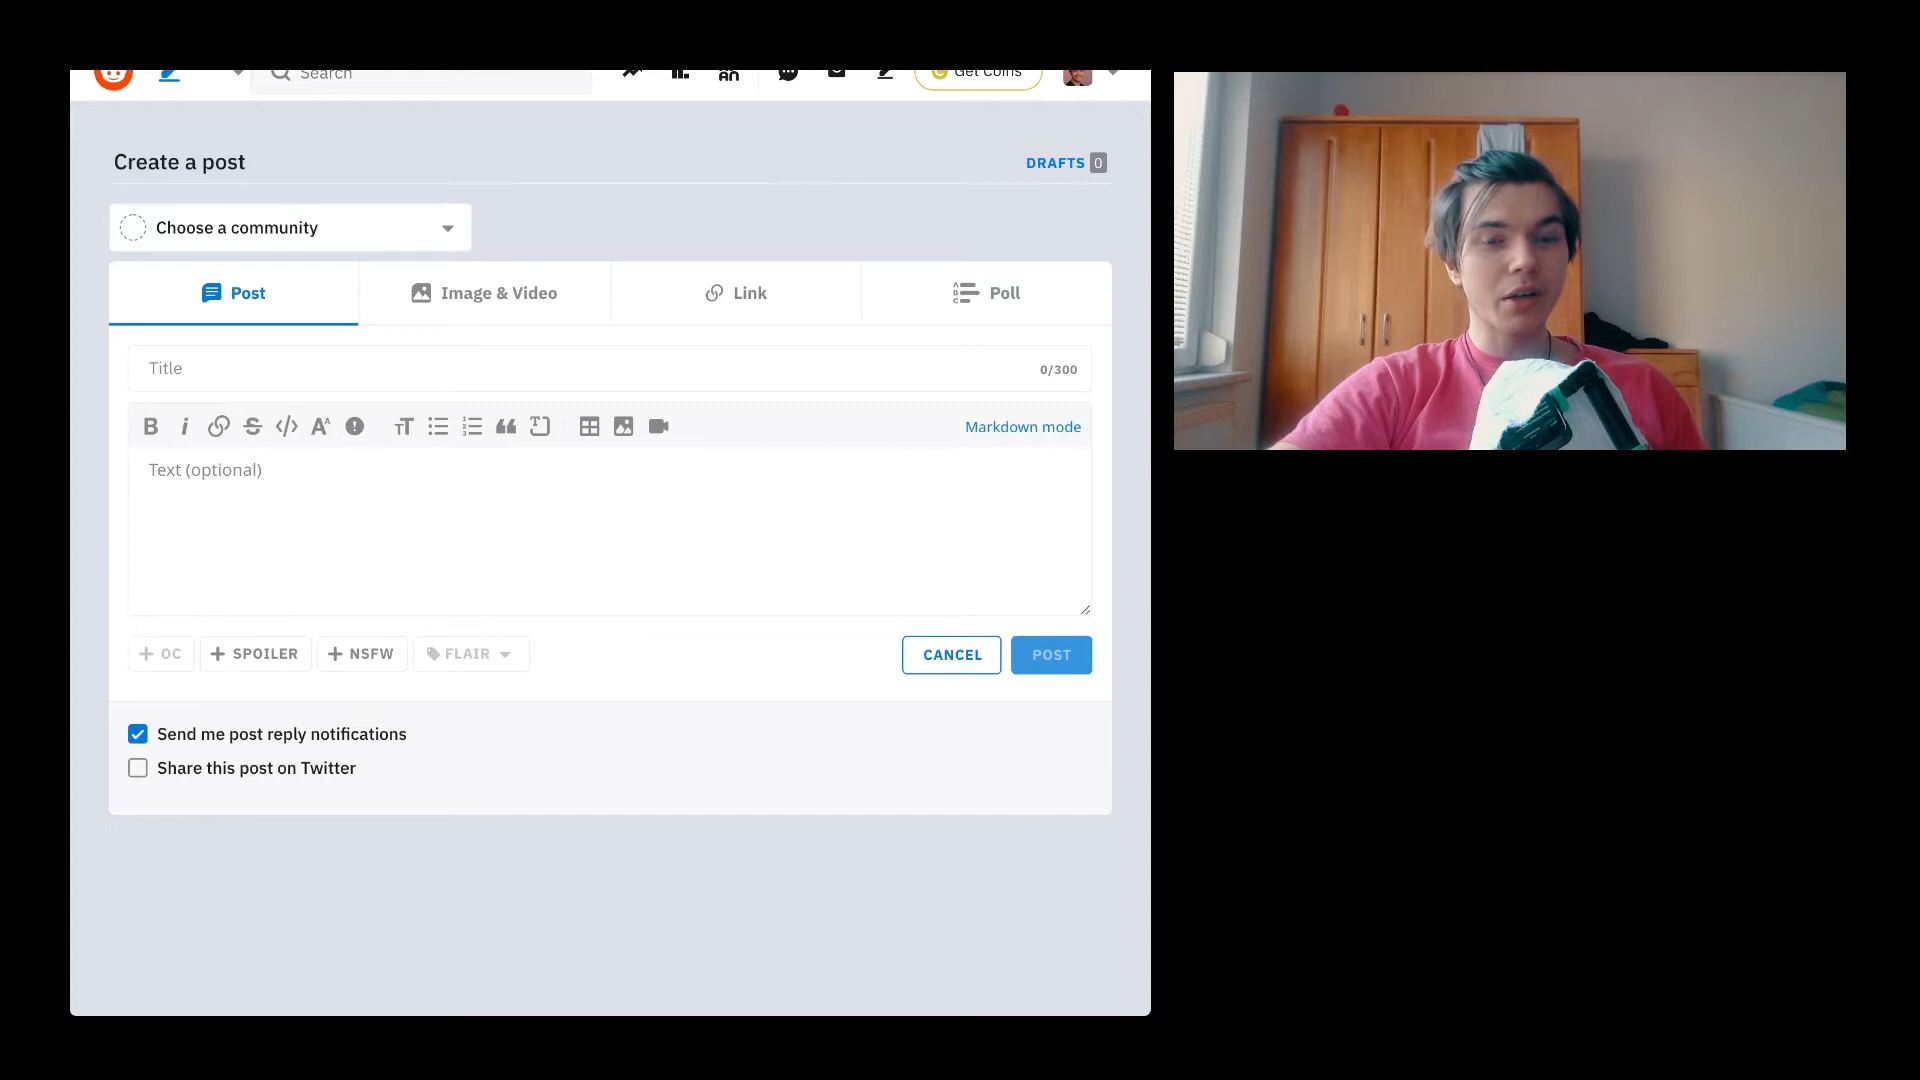 Search
Get Coins
Create a post
DRAFTS 0
Choose a community
Post
Image & Video
Link
Poll
Title
0/300
Markdown mode
Text (optional)
OC
SPOILER
NSFW
FLAIR
CANCEL
POST
Send me post reply notifications
Share this post on Twitter